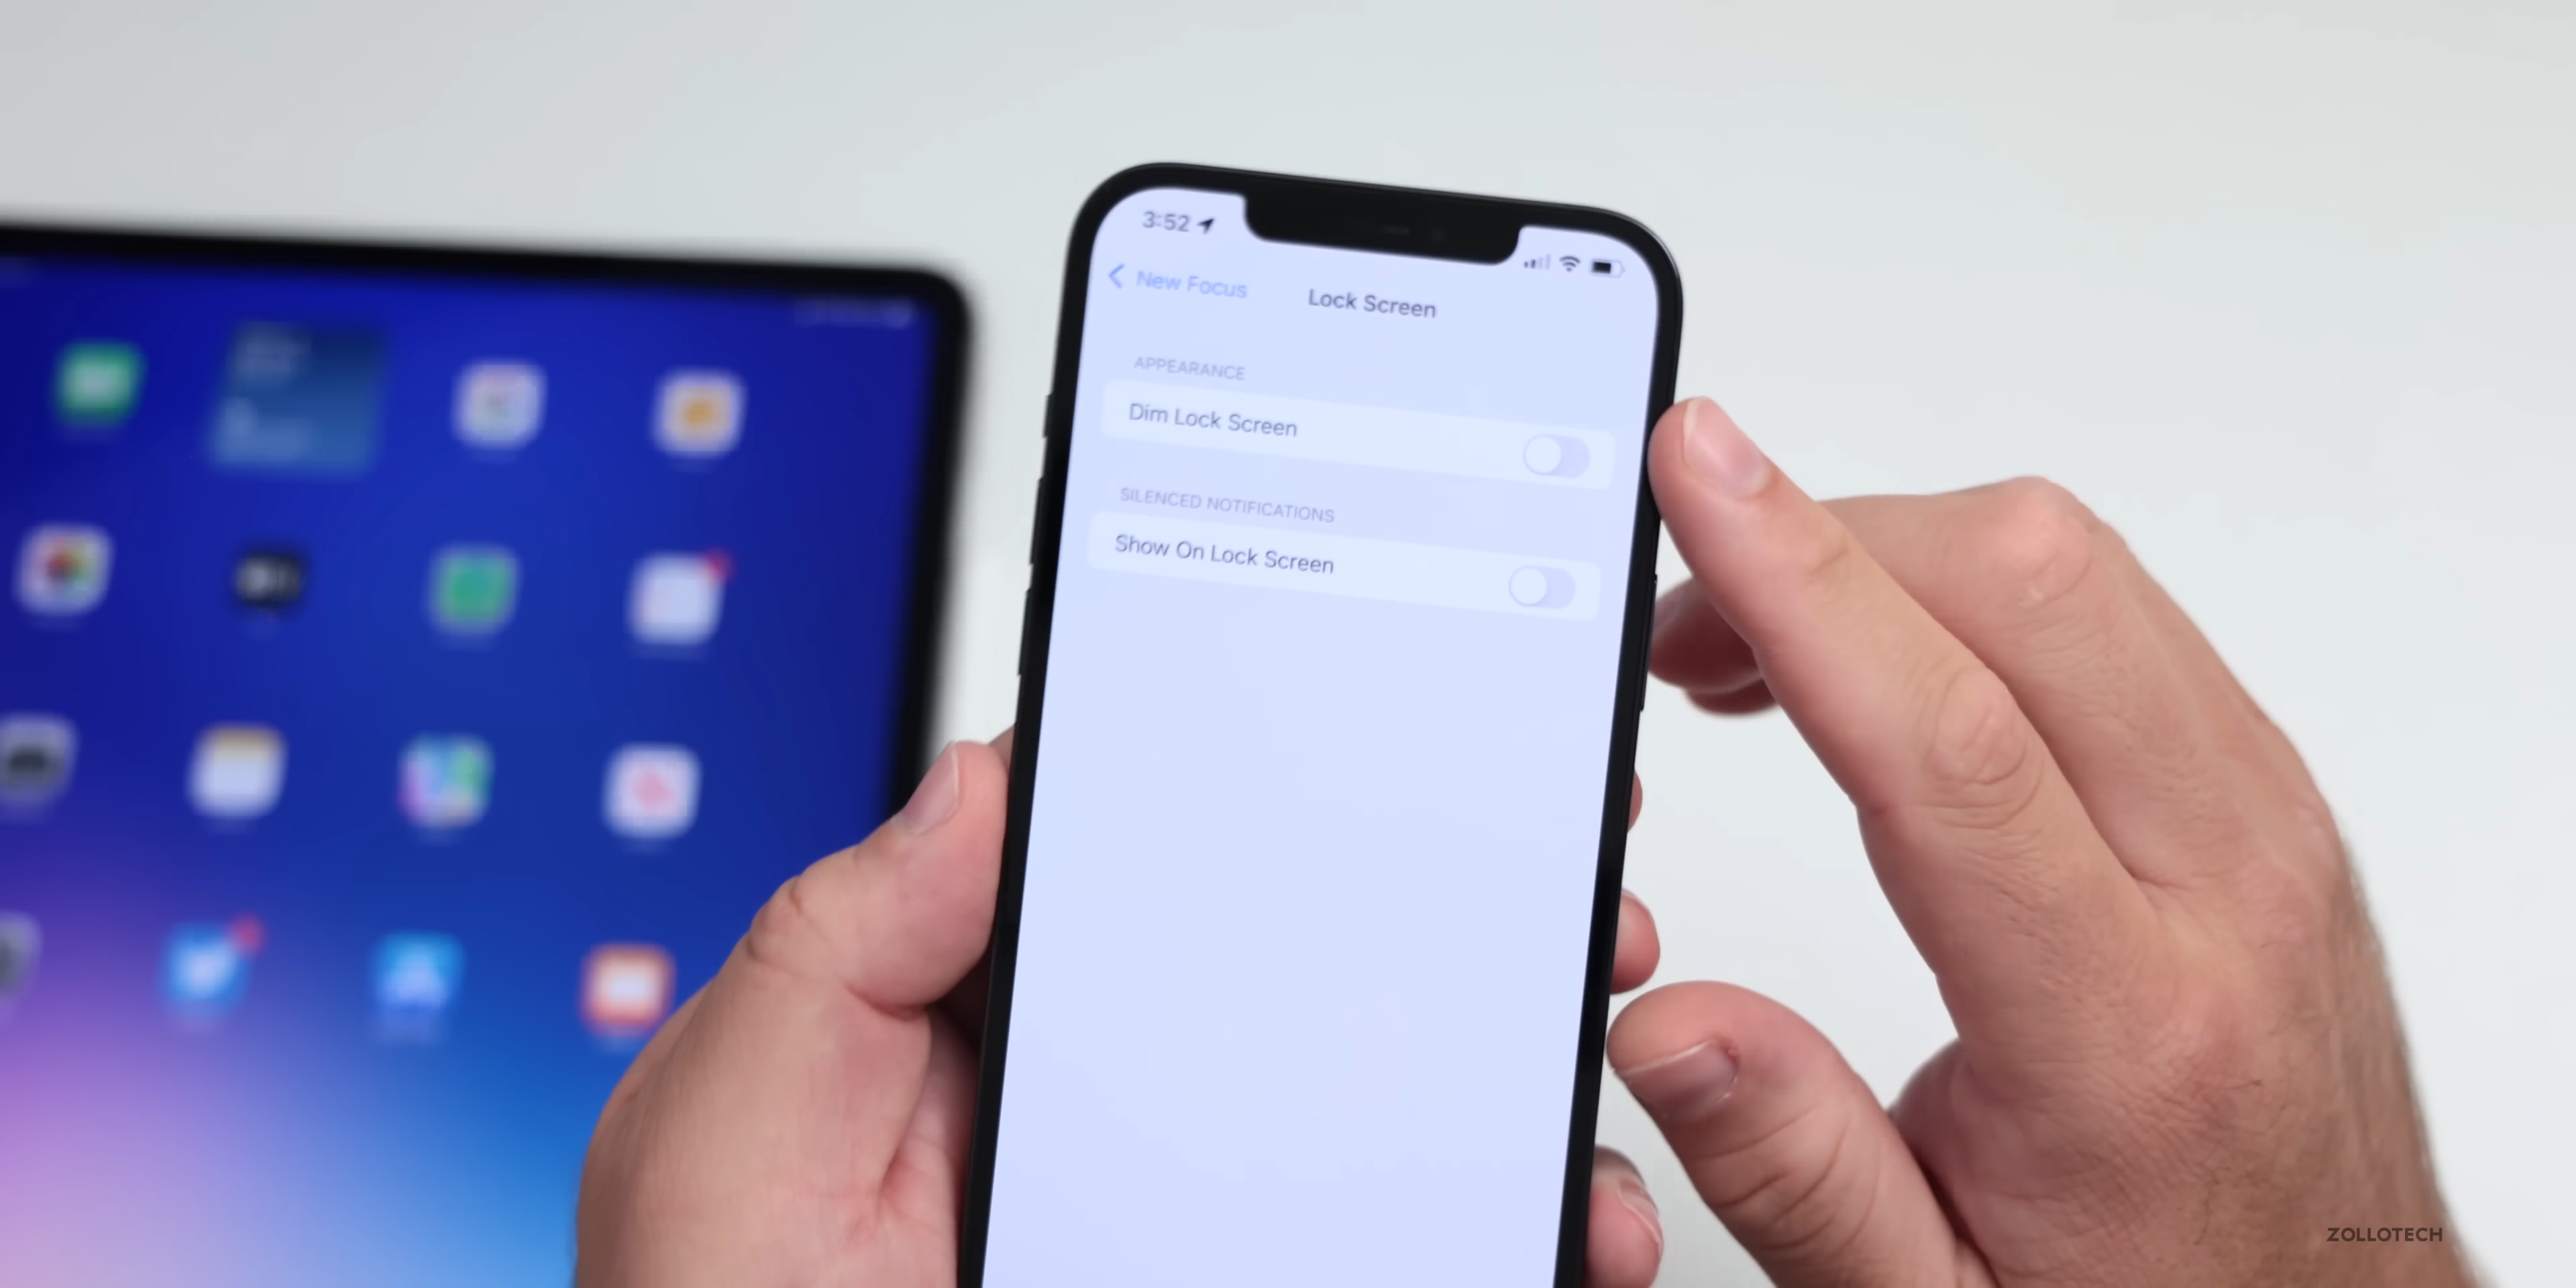 3:52
New Focus
Lock Screen
APPEARANCE
Dim Lock Screen
SILENCED NOTIFICATIONS
Show On Lock Screen
ZOLLOTECH